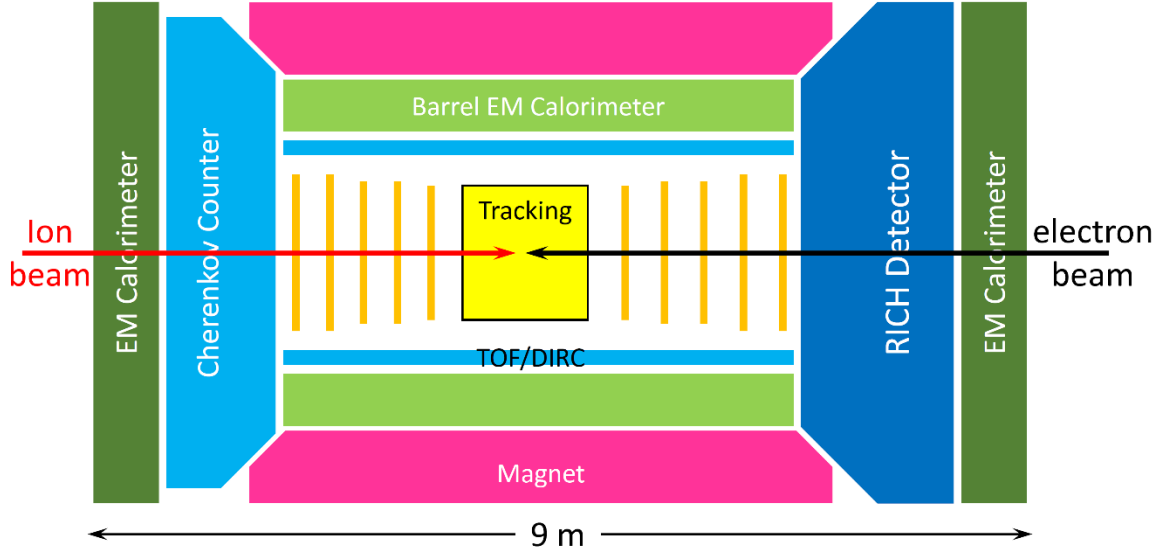 Barrel EM Calorimeter
EM Calorimeter
Cherenkov Counter
Tracking
RICH Detector
EM Calorimeter
Ion
beam
electron
beam
TOF/DIRC
Magnet
9 m